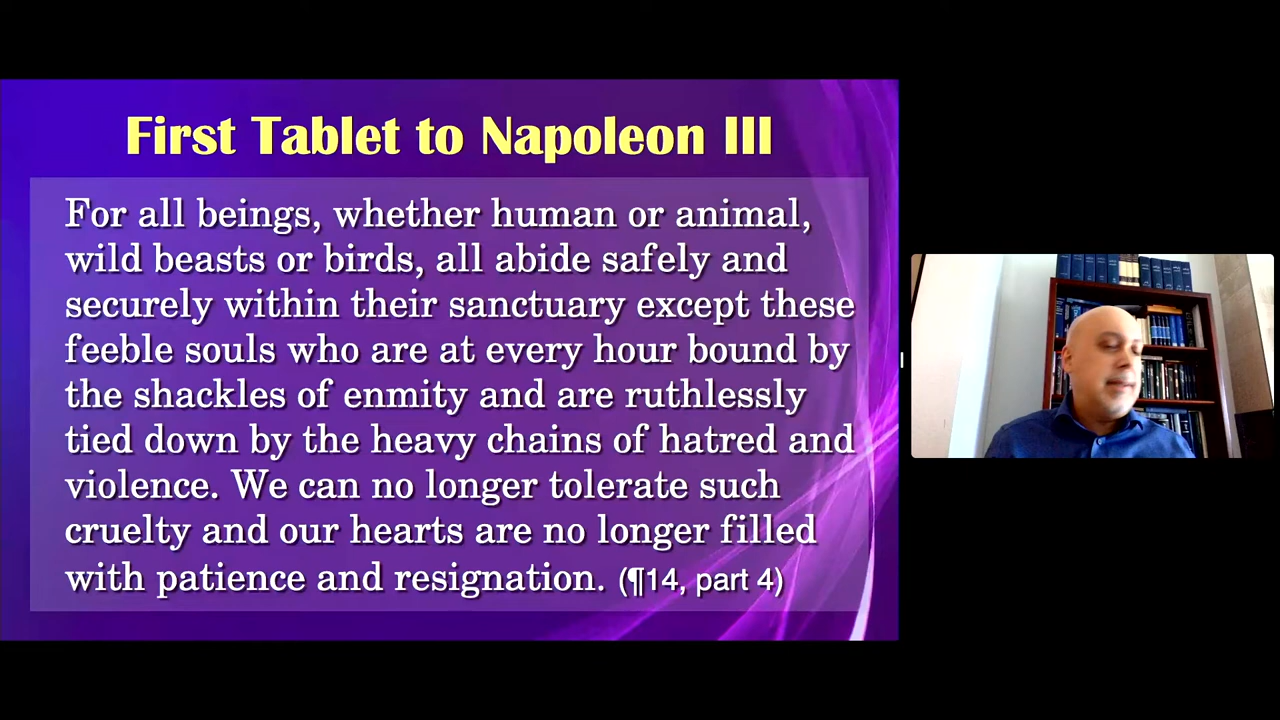 First Tablet to Napoleon III
For all beings, whether human or animal,
wild beasts or birds, all abide safely and
securely within their sanctuary except these
feeble souls who are at every hour bound by
the shackles of enmity and are ruthlessly
tied down by the heavy chains of hatred and
violence. We can no longer tolerate such
cruelty and our hearts are no longer filled
with patience and resignation. (¶14, part 4)